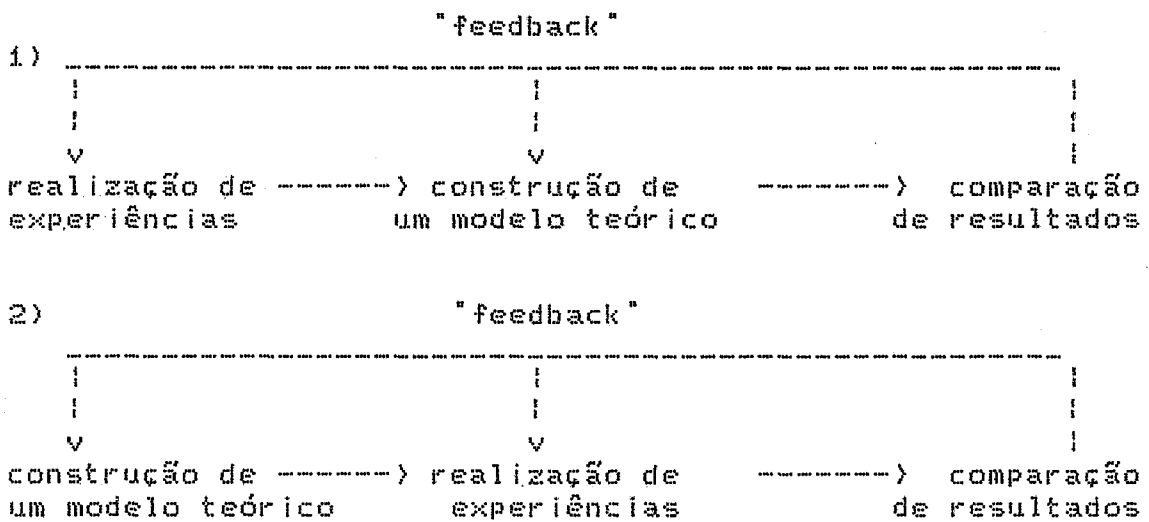 "feedback"
1)
realização de -------> construção de -------> comparação
experiências um modelo teórico de resultados
2) "feedback"
construção de -------> realização de -------> comparação
um modelo teórico experiências de resultados